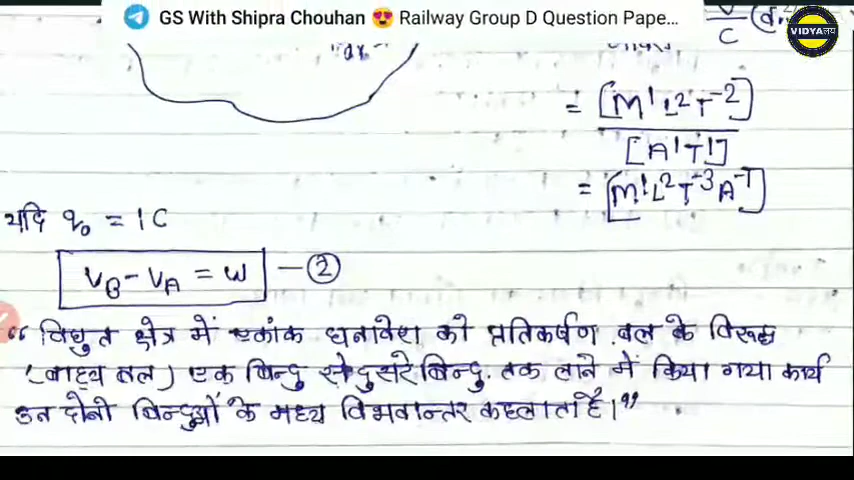 GS With Shipra Chouhan 😍 Railway Group D Question Pape...
VIDYAलय
C
= [M¹L²T⁻²]
[A¹T¹]
= [M¹L²T⁻³A⁻¹]
यदि q₀ = 1C
V_B - V_A = W —②
“विधुत क्षेत्र में एकांक धनावेश को प्रतिकर्षण बल के विरूद्ध
(बाह्य बल) एक बिन्दु से दुसरे बिन्दु तक लाने में किया गया कार्य
उन दोनो बिन्दुओं के मध्य विभवान्तर कहलाता है।”